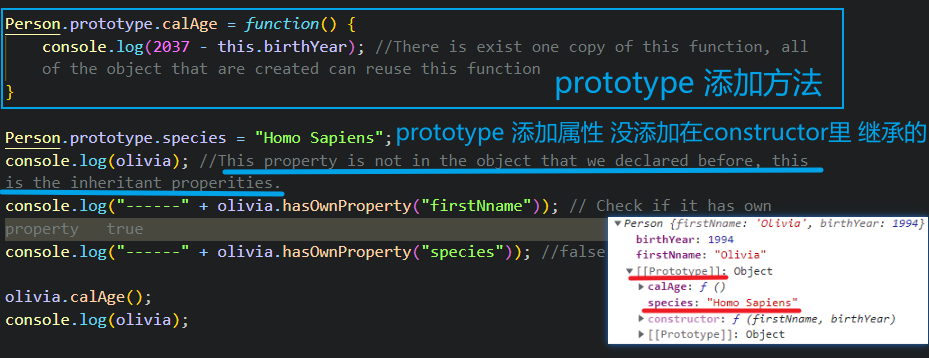 Person.prototype.calAge = function() {
console.log(2037 - this.birthYear); //There is exist one copy of this function, all
of the object that are created can reuse this function
prototype 添加方法
}
Person.prototype.species = "Homo Sapiens";
prototype 添加属性 没添加在constructor里 继承的
console.log(olivia); //This property is not in the object that we declared before, this
is the inheritant properities.
console.log("------" + olivia.hasOwnProperty("firstNname")); // Check if it has own
property   true
console.log("------" + olivia.hasOwnProperty("species")); //false
olivia.calAge();
console.log(olivia);
Person {firstNname: 'Olivia', birthYear: 1994}
birthYear: 1994
firstNname: "Olivia"
[[Prototype]]: Object
calAge: ƒ ()
species: "Homo Sapiens"
constructor: ƒ (firstNname, birthYear)
[[Prototype]]: Object